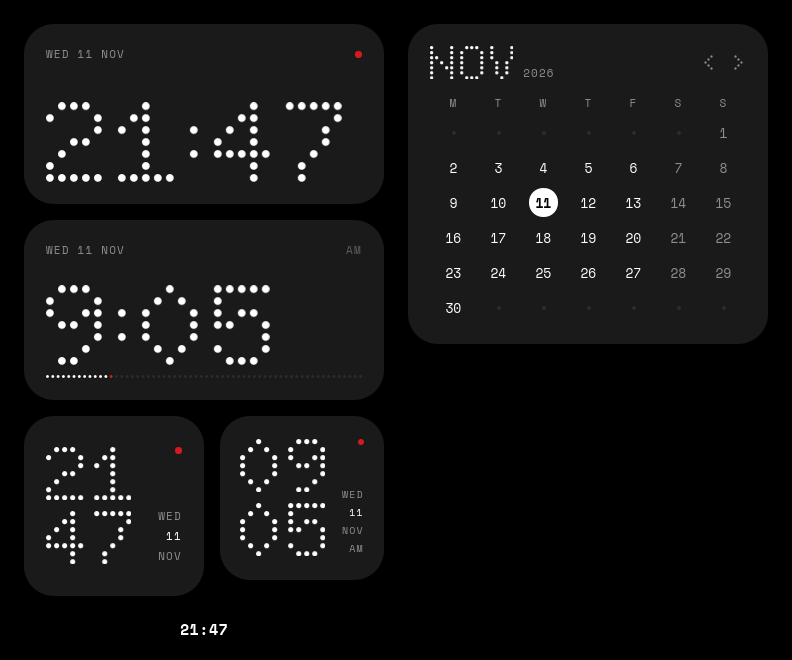 WED 11 NOV
21:47
WED 11 NOV AM
9:05
21
47
WED
11
NOV
09
05
WED
11
NOV
AM
21:47
NOV 2026
M T W T F S S
1
2 3 4 5 6 7 8
9 10 11 12 13 14 15
16 17 18 19 20 21 22
23 24 25 26 27 28 29
30